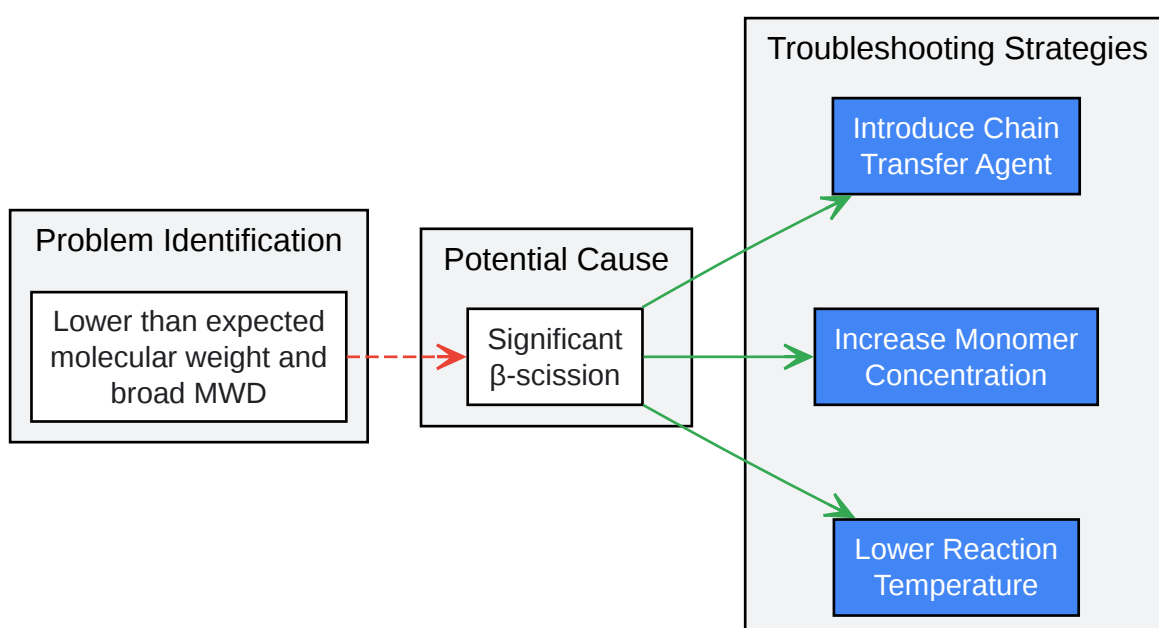 Problem Identification
Lower than expected
molecular weight and
broad MWD
Potential Cause
Significant
β-scission
Troubleshooting Strategies
Introduce Chain
Transfer Agent
Increase Monomer
Concentration
Lower Reaction
Temperature